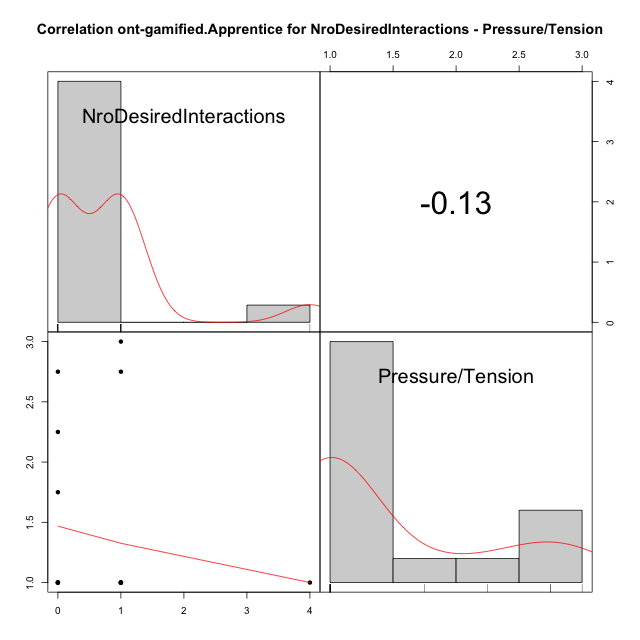 Correlation ont-gamified.Apprentice for NroDesiredInteractions - Pressure/Tension
1.0 1.5 2.0 2.5 3.0
NroDesiredInteractions
-0.13
4
3
2
1
0
3.0
2.5
2.0
1.5
1.0
Pressure/Tension
0 1 2 3 4